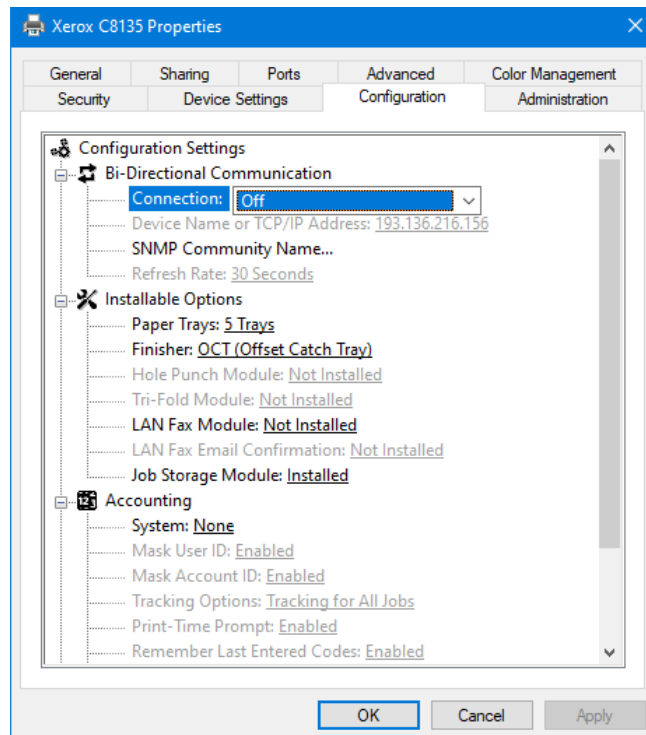 Xerox C8135 Properties
General Sharing Ports Advanced Color Management
Security Device Settings Configuration Administration
Configuration Settings
Bi-Directional Communication
Connection: Off
Device Name or TCP/IP Address: 193.136.216.156
SNMP Community Name...
Refresh Rate: 30 Seconds
Installable Options
Paper Trays: 5 Trays
Finisher: OCT (Offset Catch Tray)
Hole Punch Module: Not Installed
Tri-Fold Module: Not Installed
LAN Fax Module: Not Installed
LAN Fax Email Confirmation: Not Installed
Job Storage Module: Installed
Accounting
System: None
Mask User ID: Enabled
Mask Account ID: Enabled
Tracking Options: Tracking for All Jobs
Print-Time Prompt: Enabled
Remember Last Entered Codes: Enabled
OK Cancel Apply